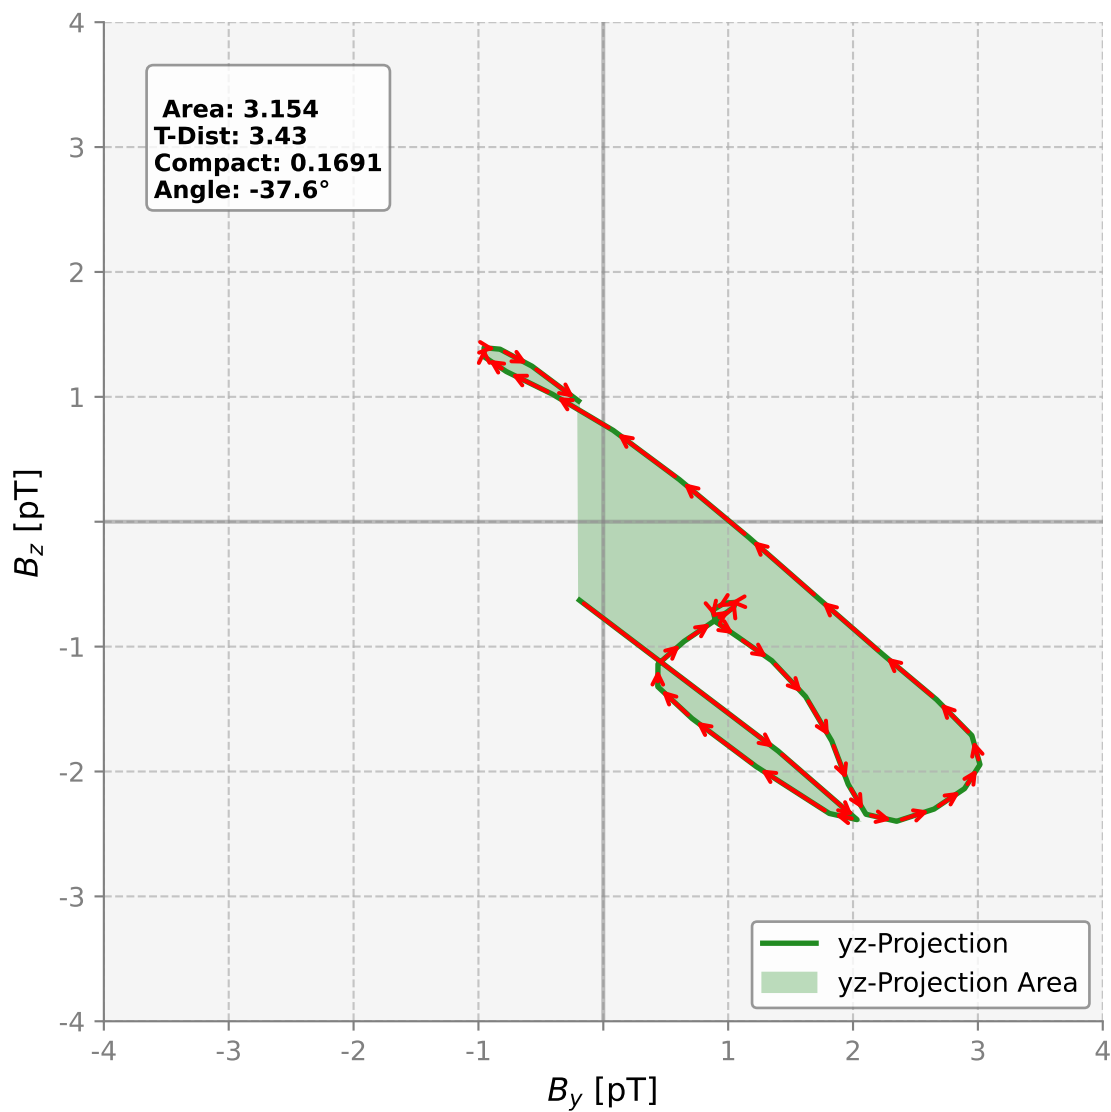 4
3
2
1
-1
-2
-3
-4
-4
-3
-2
-1
1
2
3
4
B_z [pT]
B_y [pT]
Area: 3.154
T-Dist: 3.43
Compact: 0.1691
Angle: -37.6°
yz-Projection
yz-Projection Area